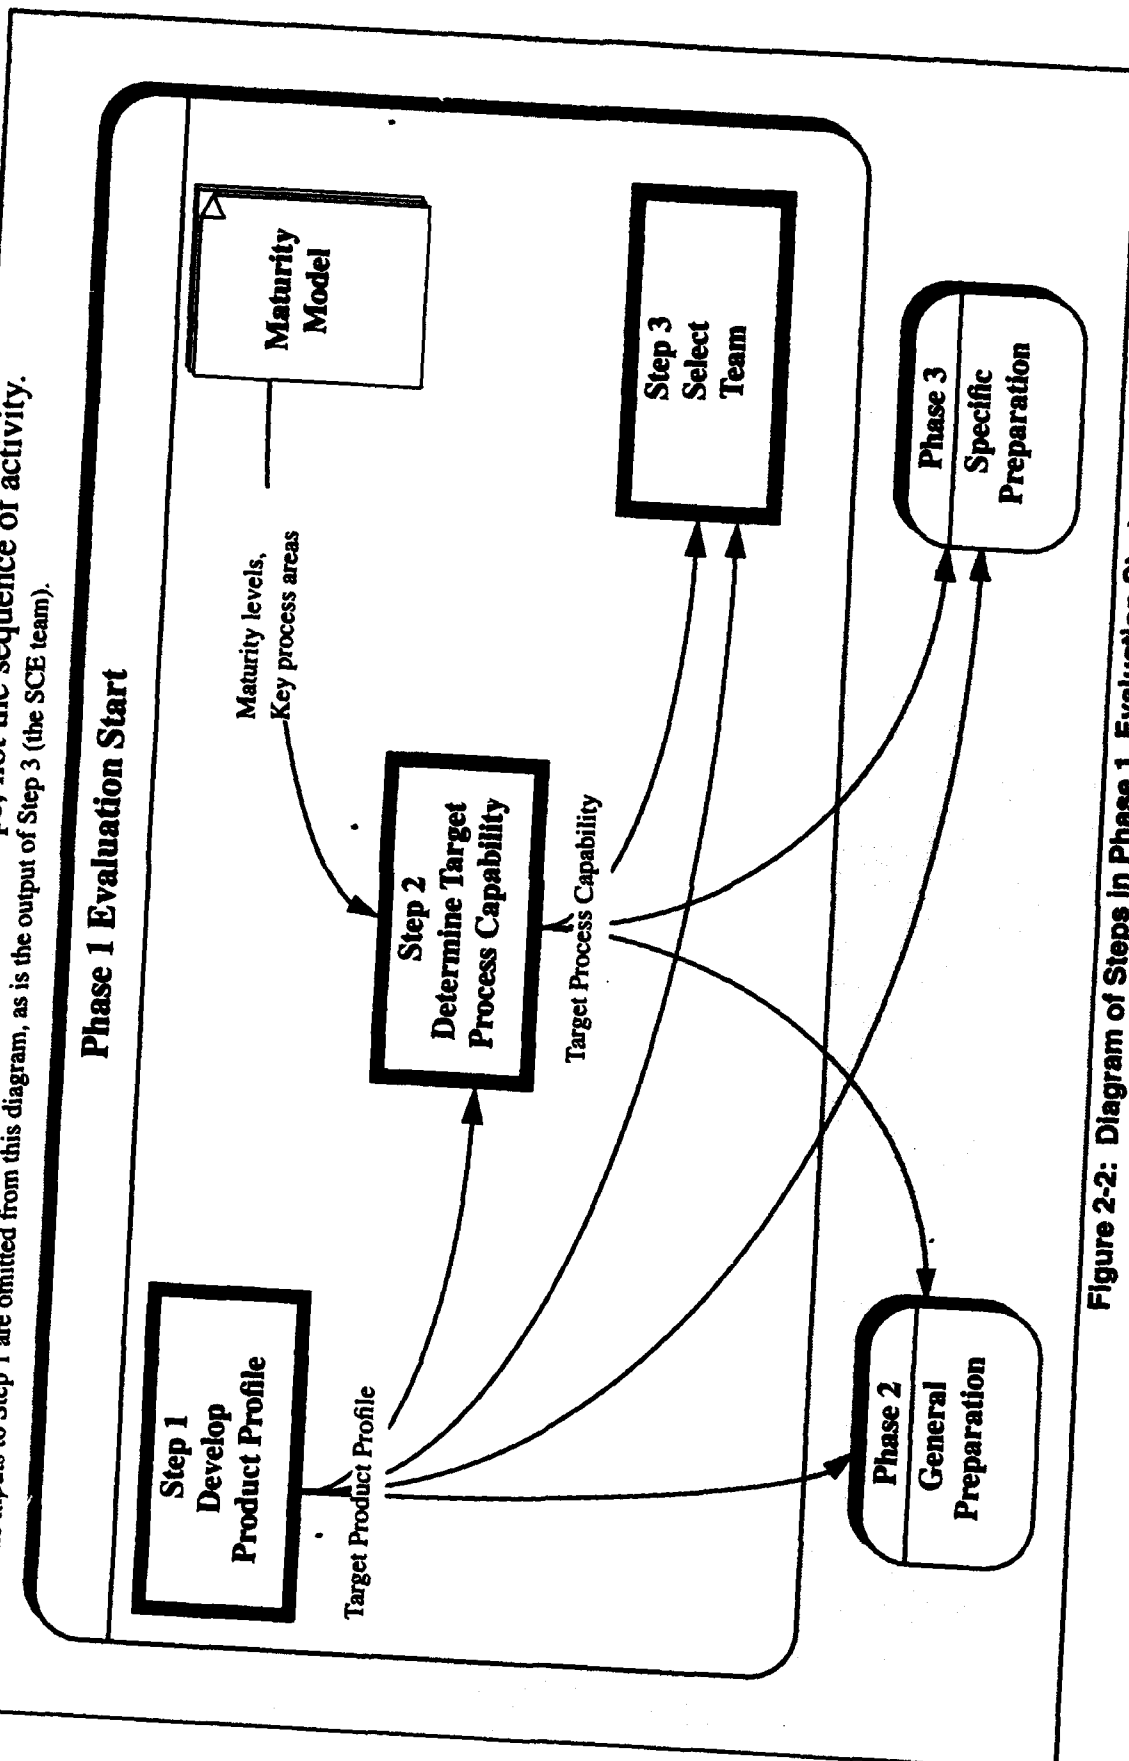 not the sequence of activity.
to Step 1 are omitted from this diagram, as is the output of Step 3 (the SCE team).
Phase 1 Evaluation Start
Step 1
Develop
Product Profile
Target Product Profile
Step 2
Determine Target
Process Capability
Target Process Capability
Maturity levels,
Key process areas
Maturity
Model
Step 3
Select
Team
Phase 2
General
Preparation
Phase 3
Specific
Preparation
Figure 2-2: Diagram of Steps in Phase 1, Evaluation